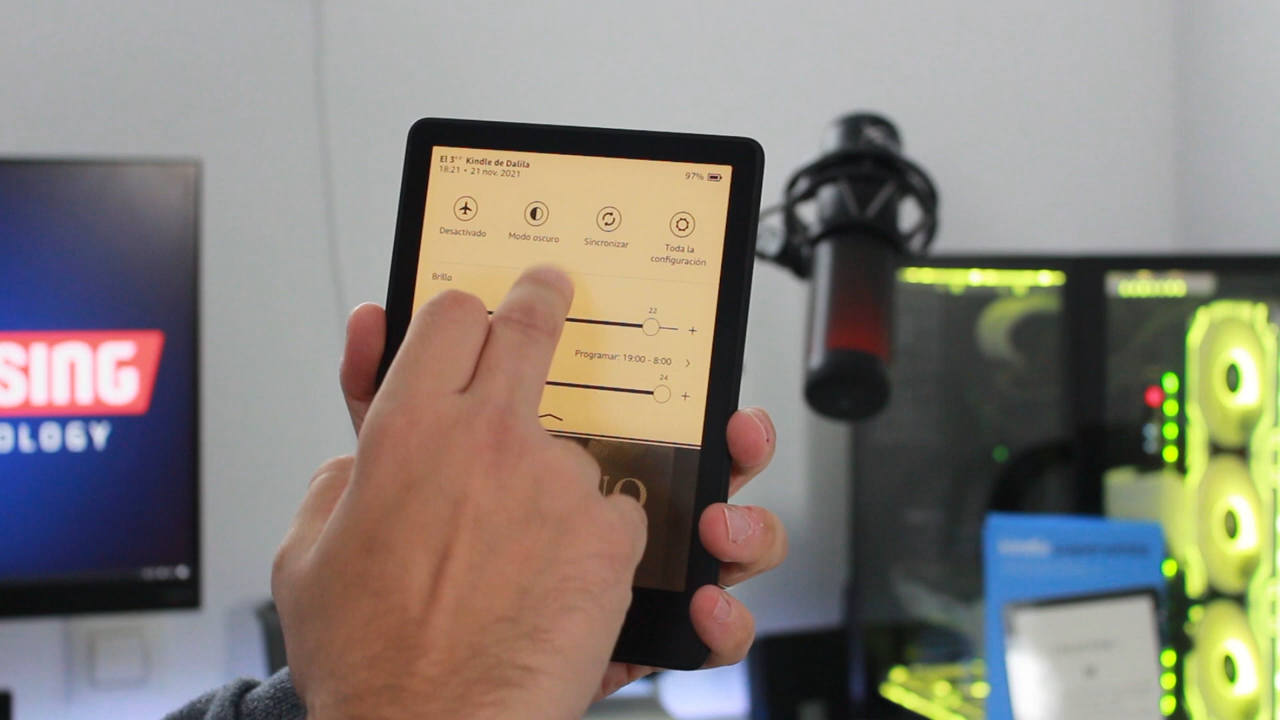 El 3er Kindle de Dalila
18:21 • 21 nov. 2021
97%
Desactivado
Modo oscuro
Sincronizar
Toda la
configuración
Brillo
22
+
Programar: 19:00 - 8:00
24
+
SING
OLOGY